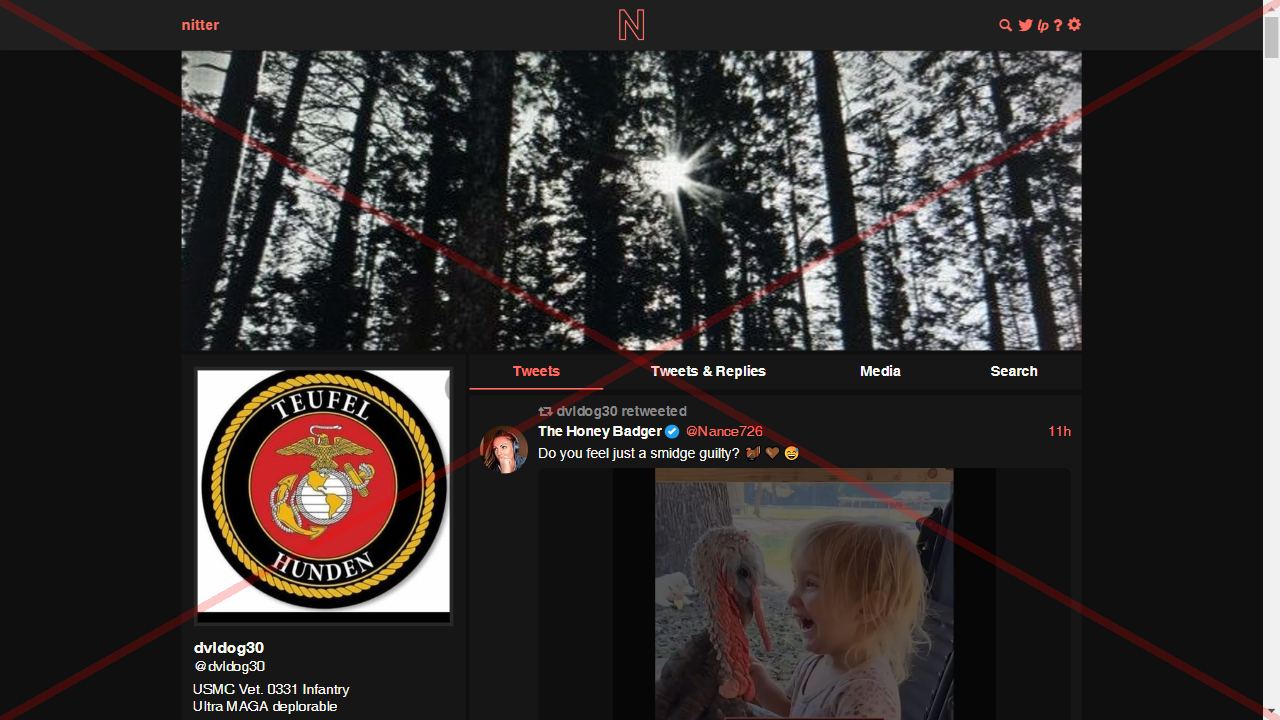 nitter
N
lp ?
TEUFEL
HUNDEN
dvldog30
@dvldog30
USMC Vet. 0331 Infantry
Ultra MAGA deplorable
Tweets
Tweets & Replies
Media
Search
dvldog30 retweeted
The Honey Badger @Nance726 11h
Do you feel just a smidge guilty? 🦃 🤎 😅